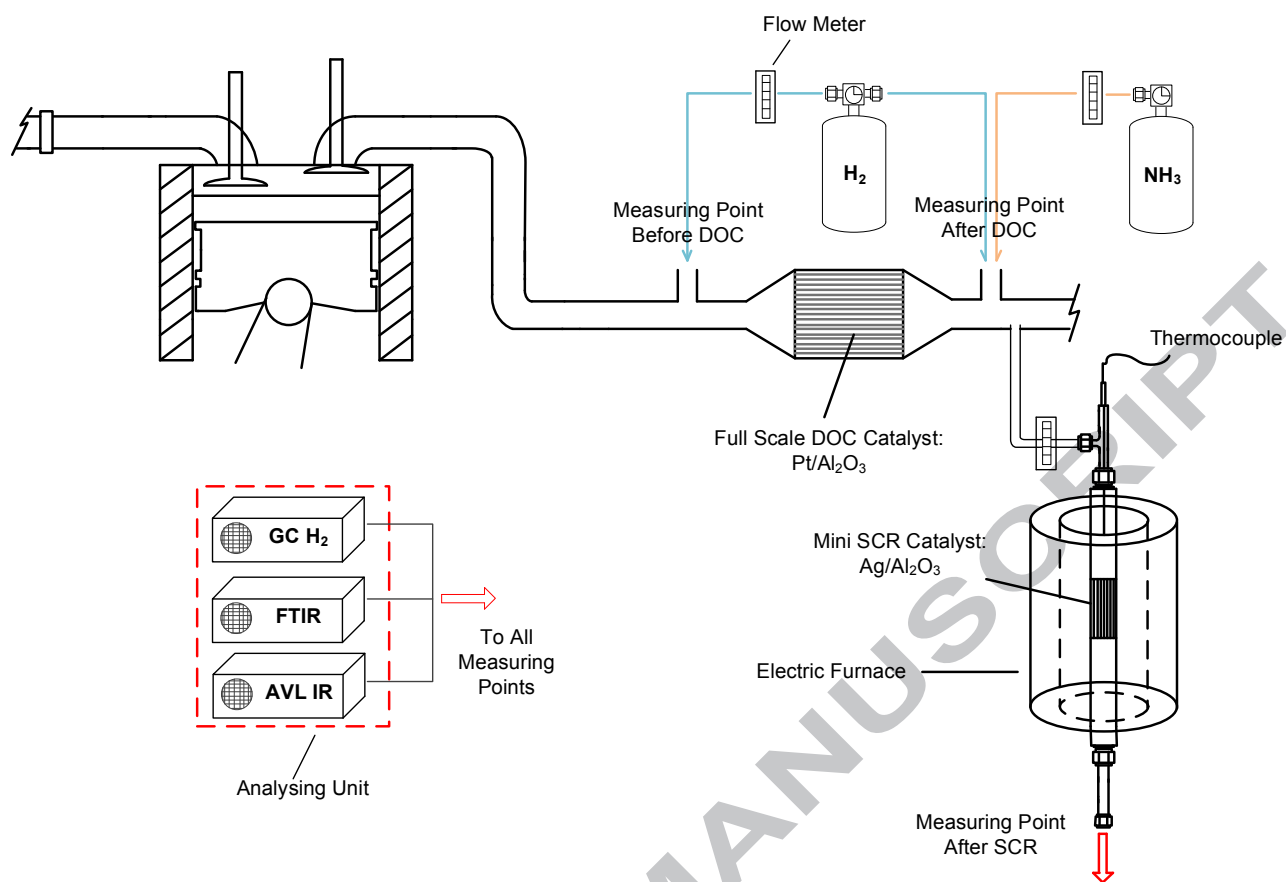 Flow Meter
H₂
NH₃
Measuring Point
Before DOC
Measuring Point
After DOC
Thermocouple
Full Scale DOC Catalyst:
Pt/Al₂O₃
GC H₂
FTIR
AVL IR
To All
Measuring
Points
Analysing Unit
Mini SCR Catalyst:
Ag/Al₂O₃
Electric Furnace
Measuring Point
After SCR
MANUSCRIPT